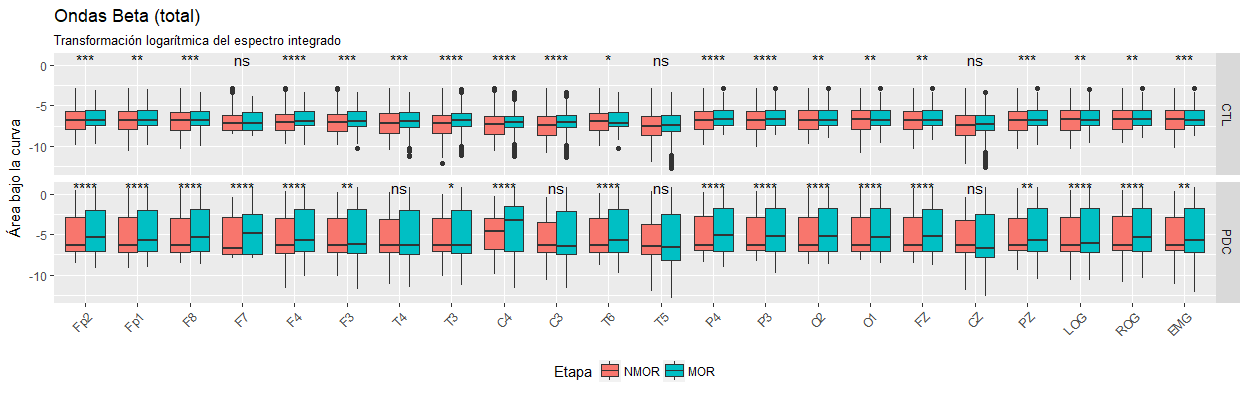 Ondas Beta (total)
Transformación logarítmica del espectro integrado
Área bajo la curva
*** ** *** ns **** *** *** *** **** **** * ns **** **** ** ** ** ns *** ** ** ***
0
-5
-10
CTL
**** **** **** **** **** ** ns * **** ns **** ns **** **** **** **** **** ns ** **** **** **
0
-5
-10
PDC
Fp2 Fp1 F8 F7 F4 F3 T4 T3 C4 C3 T6 T5 P4 P3 O2 O1 FZ CZ PZ LOG ROG EMG
Etapa NMOR MOR